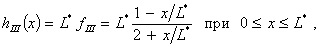 h_III(x) = L* f_III = L* (1 − x/L*)/(2 + x/L*) при 0 ≤ x ≤ L* ,